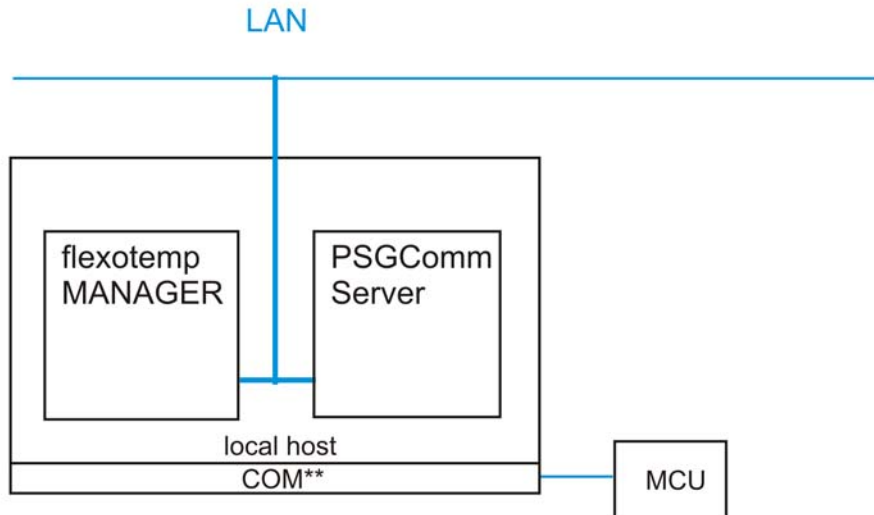 LAN
flexotemp
MANAGER
PSGComm
Server
local host
COM**
MCU